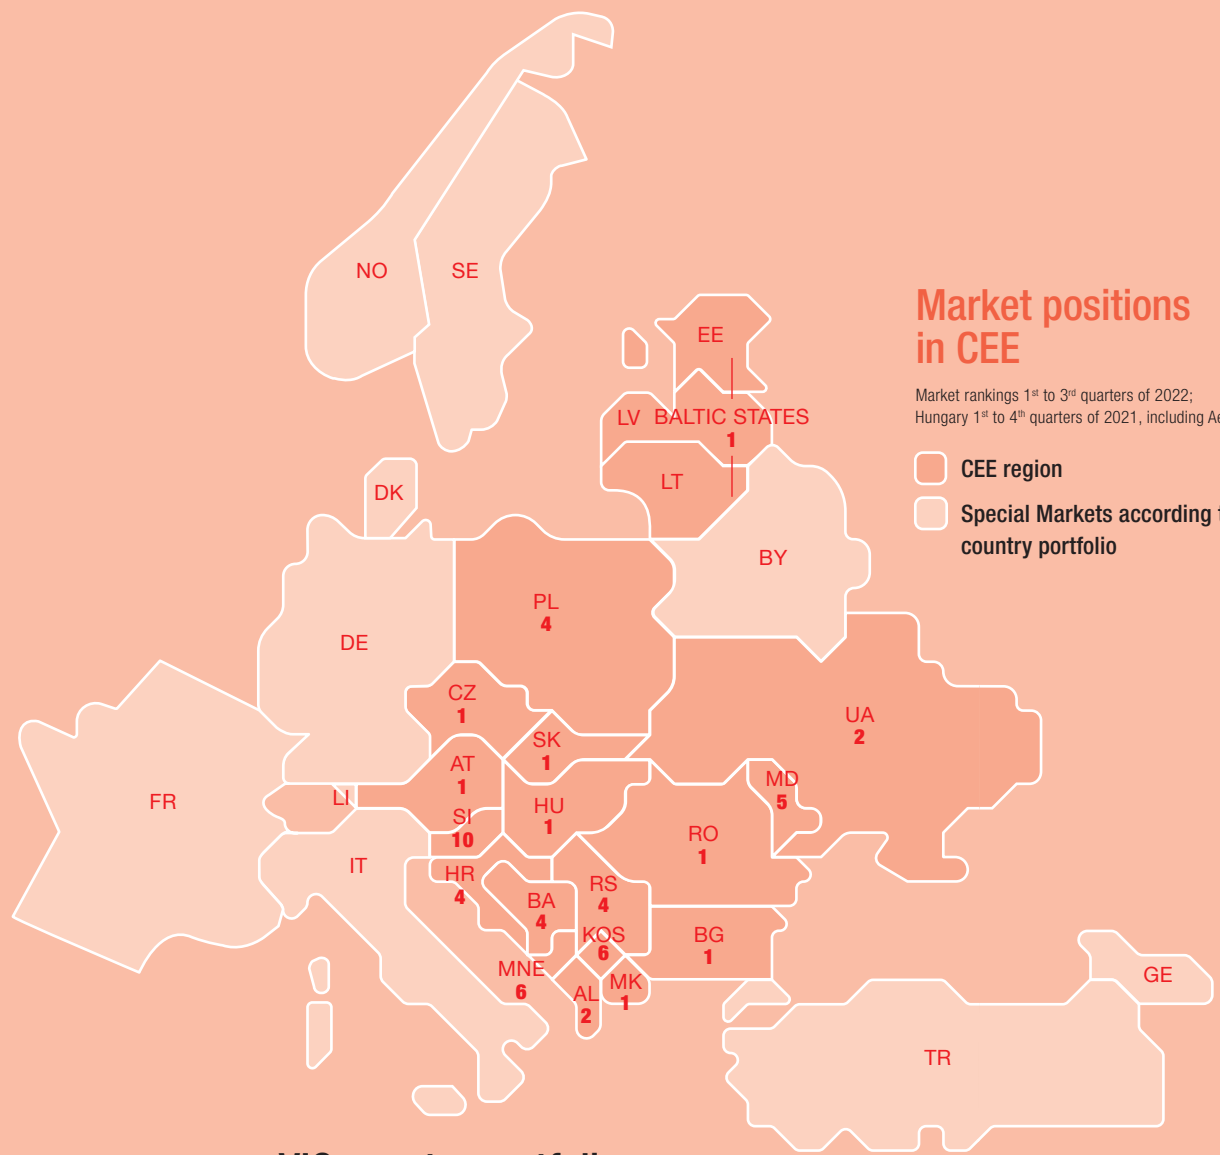 NO
SE
Market positions
in CEE
Market rankings 1st to 3rd quarters of 2022;
Hungary 1st to 4th quarters of 2021, including
CEE region
Special Markets according
country portfolio
EE
LV
BALTIC STATES
1
LT
DK
BY
PL
4
DE
CZ
1
UA
2
SK
1
AT
1
MD
5
FR
LI
HU
1
SI
10
RO
1
IT
HR
4
RS
4
BA
4
KOS
6
BG
1
MNE
6
MK
1
AL
2
GE
TR